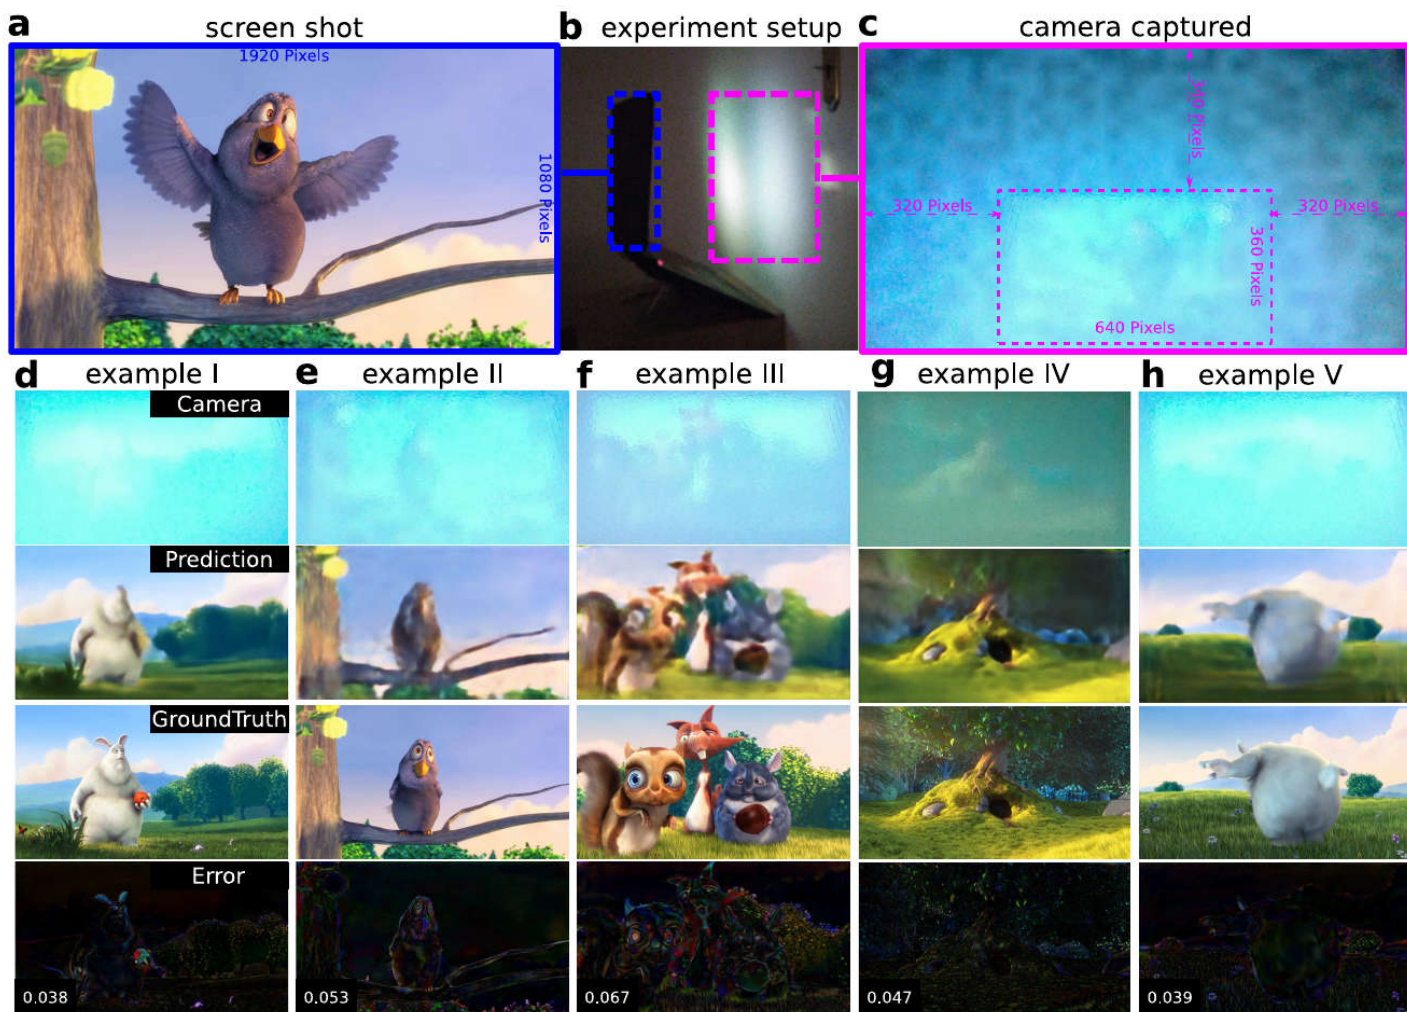 a screen shot
b experiment setup
c camera captured
1920 Pixels
1080 Pixels
340 Pixels
320 Pixels
320 Pixels
360 Pixels
640 Pixels
d example I
e example II
f example III
g example IV
h example V
Camera
Prediction
GroundTruth
Error
0.038
0.053
0.067
0.047
0.039